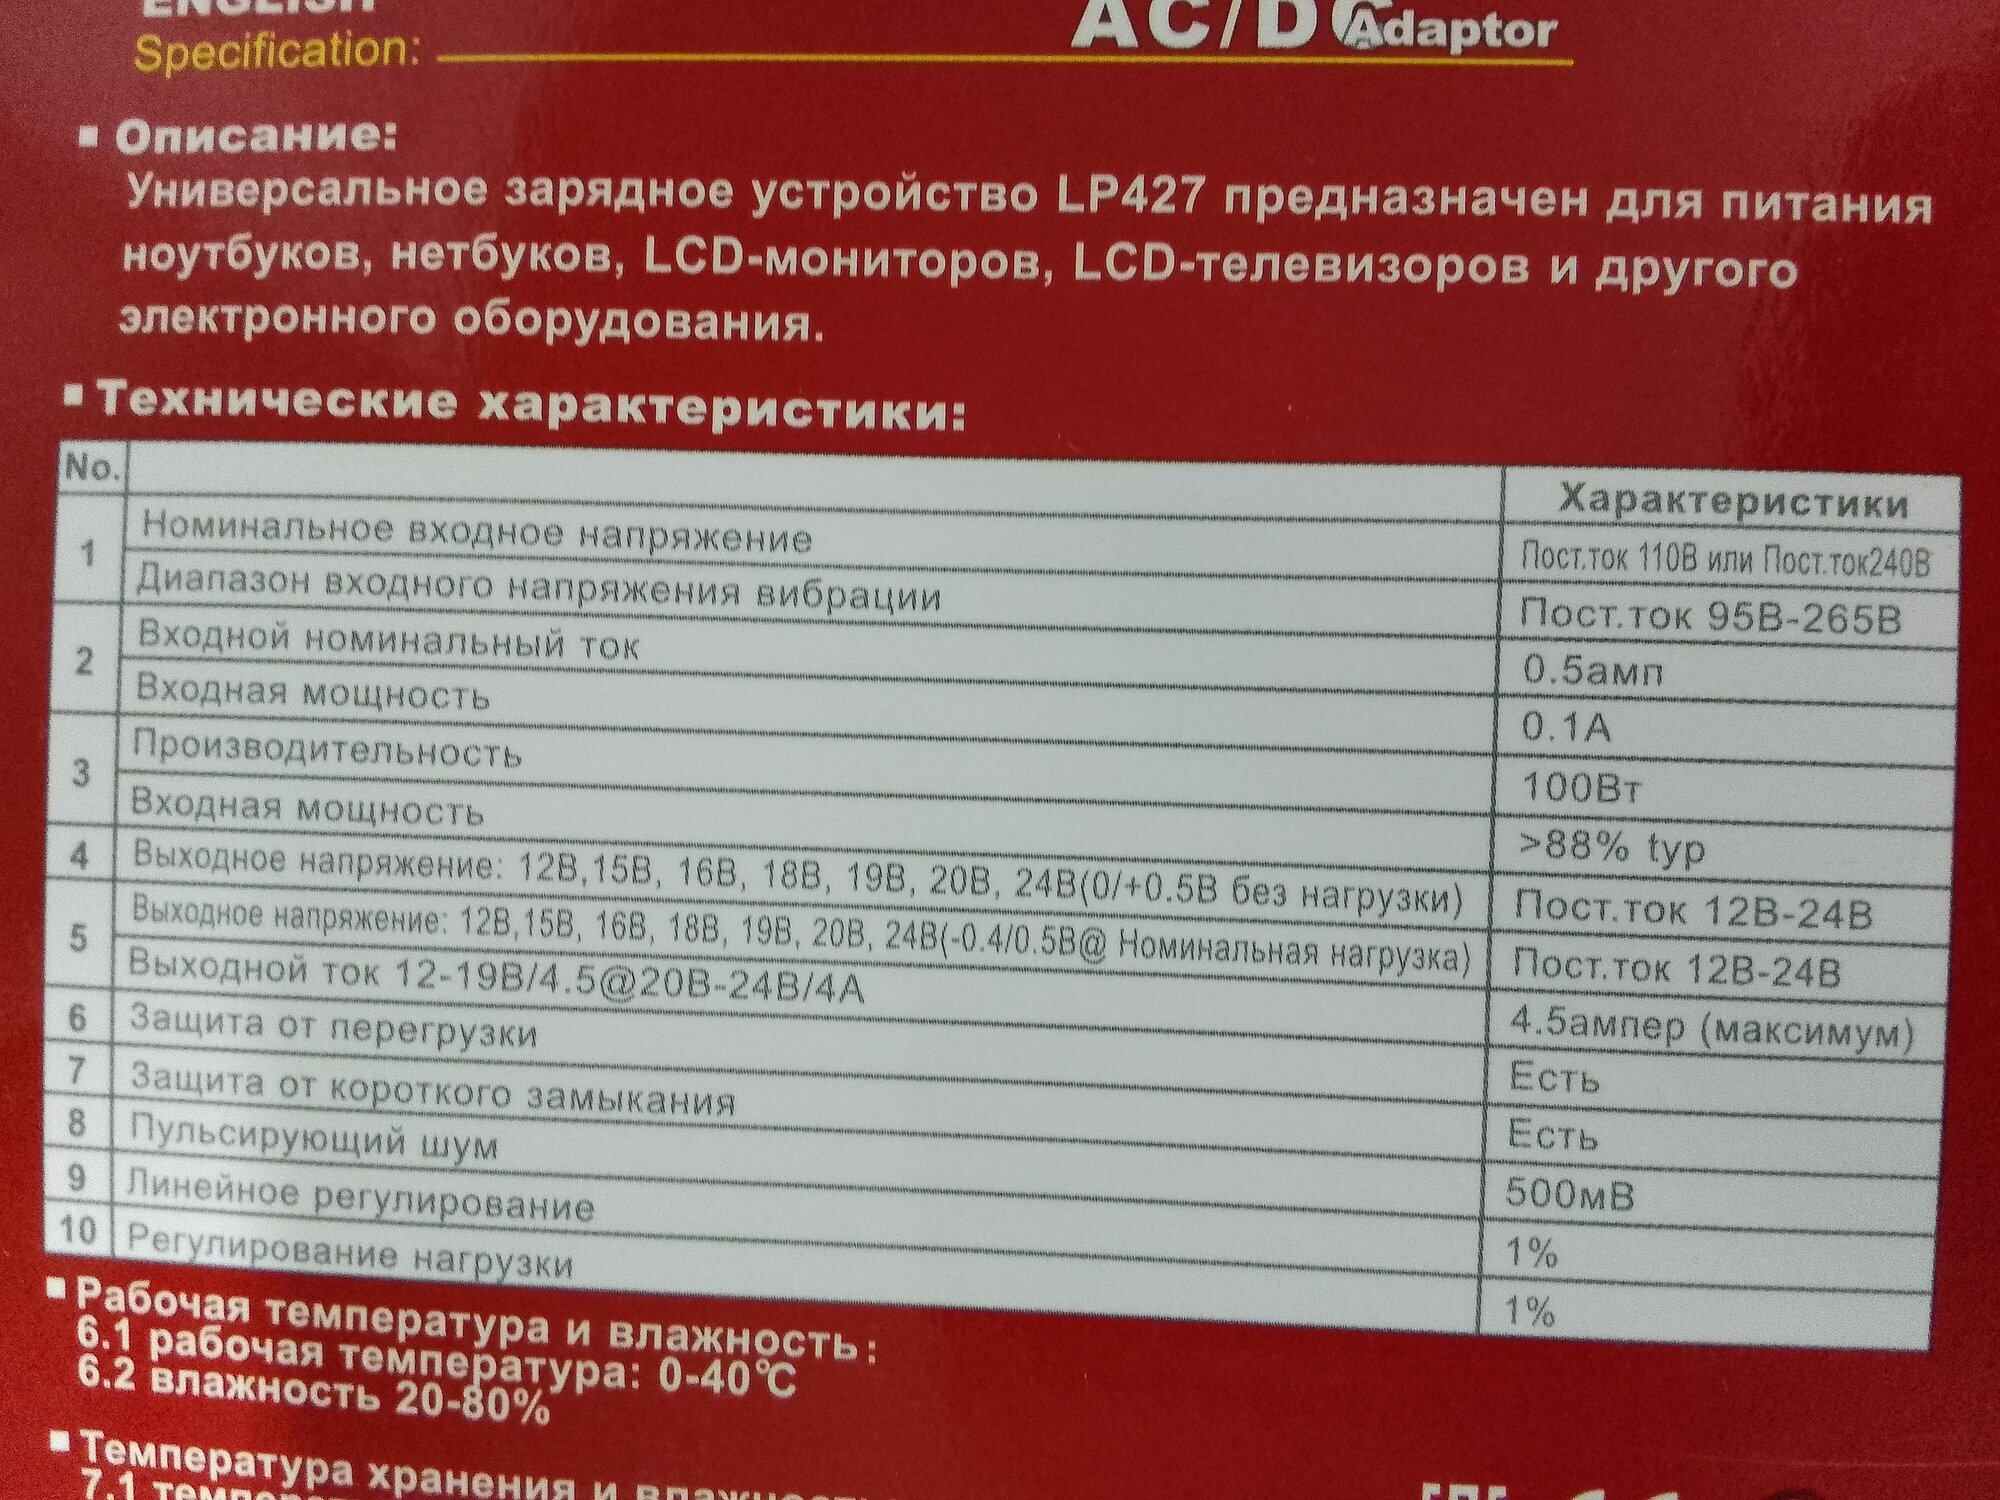 ENGLISH
AC/DC Adaptor
Specification:
▪ Описание:
Универсальное зарядное устройство LP427 предназначен для питания
ноутбуков, нетбуков, LCD-мониторов, LCD-телевизоров и другого
электронного оборудования.
▪ Технические характеристики:
No. Характеристики
1 Номинальное входное напряжение Пост.ток 110В или Пост.ток240В
Диапазон входного напряжения вибрации Пост.ток 95В-265В
2 Входной номинальный ток 0.5амп
Входная мощность 0.1А
3 Производительность 100Вт
Входная мощность >88% typ
4 Выходное напряжение: 12В,15В, 16В, 18В, 19В, 20В, 24В(0/+0.5В без нагрузки) Пост.ток 12В-24В
5 Выходное напряжение: 12В,15В, 16В, 18В, 19В, 20В, 24В(-0.4/0.5В@ Номинальная нагрузка) Пост.ток 12В-24В
Выходной ток 12-19В/4.5@20В-24В/4А 4.5ампер (максимум)
6 Защита от перегрузки Есть
7 Защита от короткого замыкания Есть
8 Пульсирующий шум 500мВ
9 Линейное регулирование 1%
10 Регулирование нагрузки 1%
▪ Рабочая температура и влажность:
6.1 рабочая температура: 0-40℃
6.2 влажность 20-80%
▪ Температура хранения и
7.1